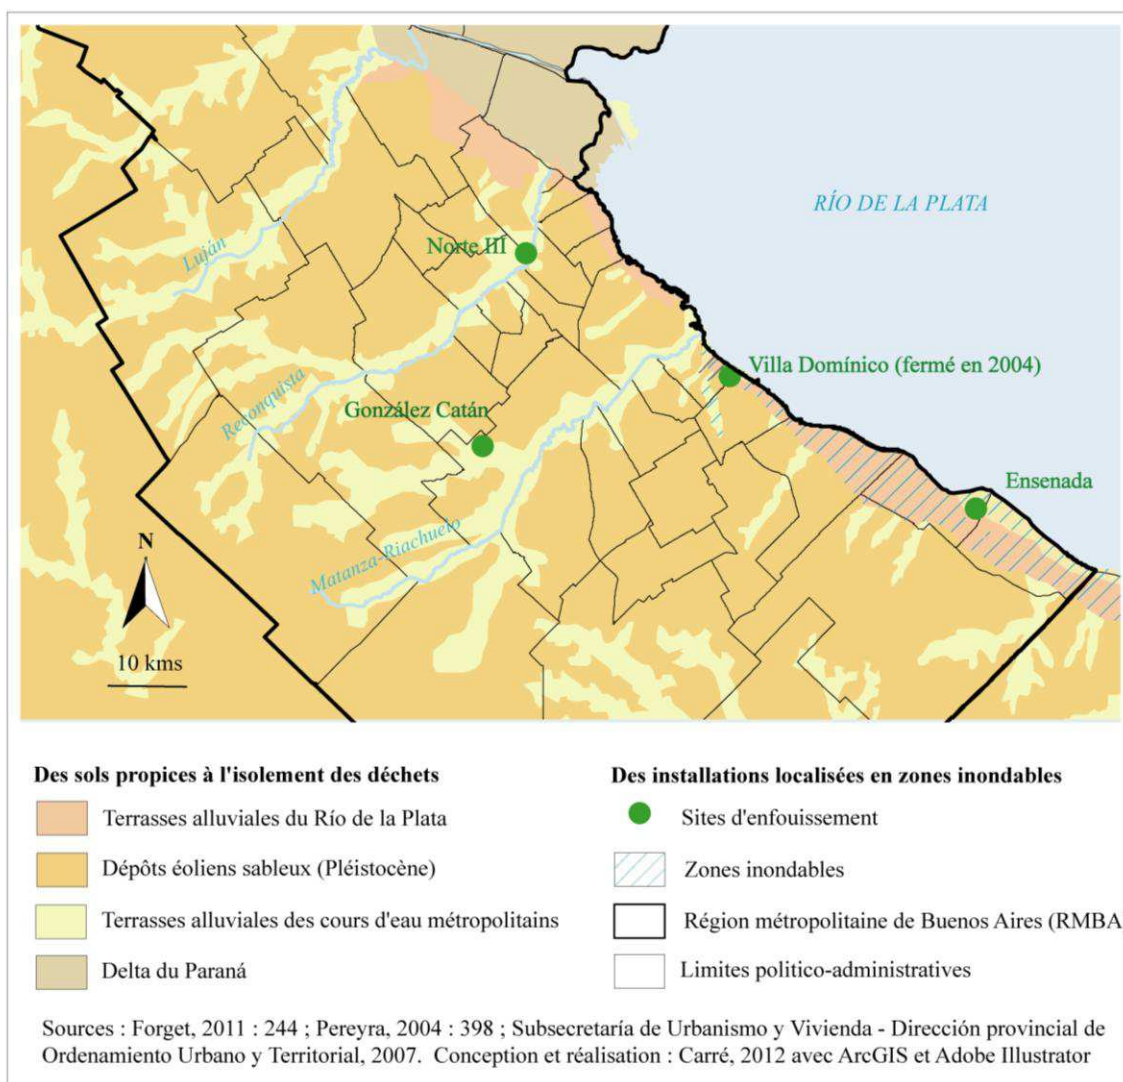 RÍO DE LA PLATA
Luján
Norte III
Villa Domínico (fermé en 2004)
Reconquista
González Catán
Ensenada
Matanza-Riachuelo
N
10 kms
Des sols propices à l'isolement des déchets
Terrasses alluviales du Río de la Plata
Dépôts éoliens sableux (Pléistocène)
Terrasses alluviales des cours d'eau métropolitains
Delta du Paraná
Des installations localisées en zones inondables
Sites d'enfouissement
Zones inondables
Région métropolitaine de Buenos Aires (RMBA
Limites politico-administratives
Sources : Forget, 2011 : 244 ; Pereyra, 2004 : 398 ; Subsecretaría de Urbanismo y Vivienda - Dirección provincial de
Ordenamiento Urbano y Territorial, 2007. Conception et réalisation : Carré, 2012 avec ArcGIS et Adobe Illustrator